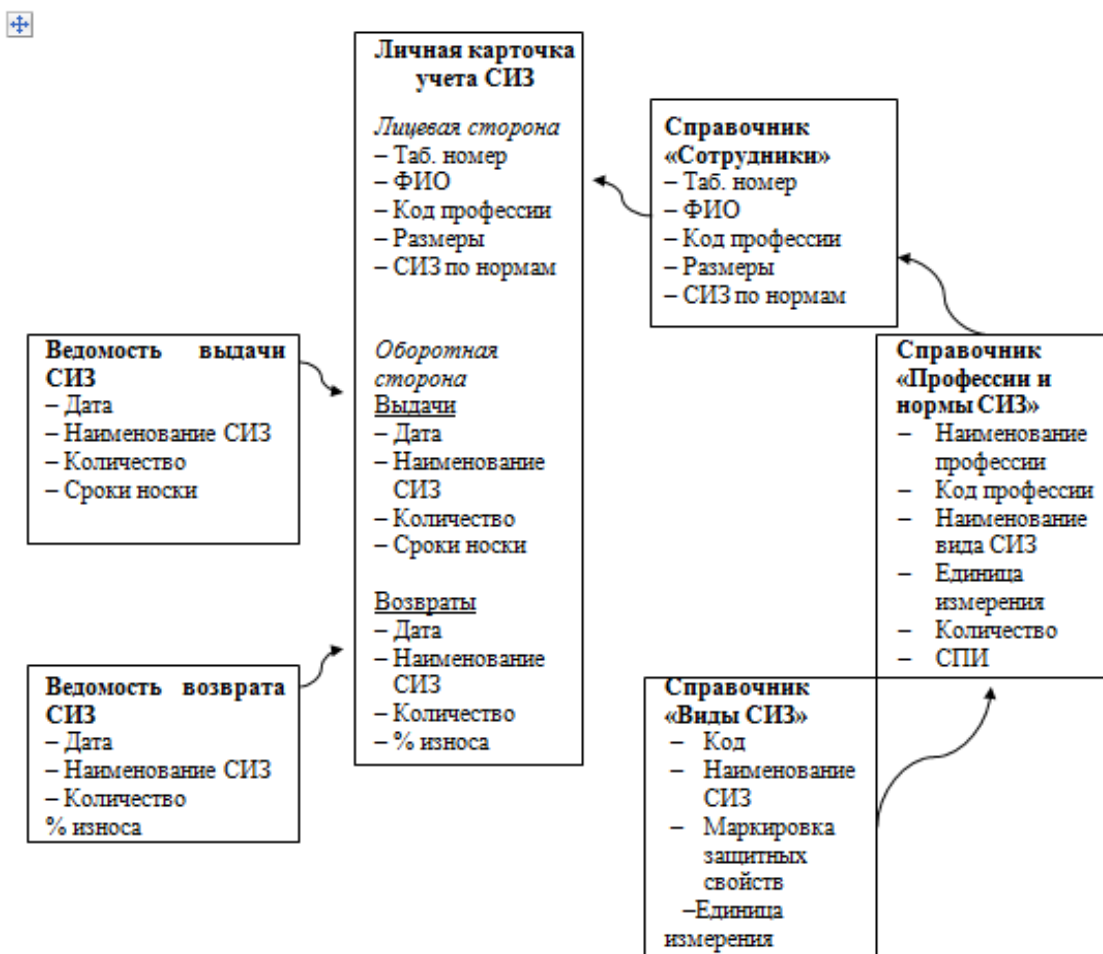 Личная карточка
учета СИЗ
Лицевая сторона
– Таб. номер
– ФИО
– Код профессии
– Размеры
– СИЗ по нормам
Оборотная
сторона
Выдачи
– Дата
– Наименование
СИЗ
– Количество
– Сроки носки
Возвраты
– Дата
– Наименование
СИЗ
– Количество
– % износа
Ведомость выдачи
СИЗ
– Дата
– Наименование СИЗ
– Количество
– Сроки носки
Ведомость возврата
СИЗ
– Дата
– Наименование СИЗ
– Количество
% износа
Справочник
«Сотрудники»
– Таб. номер
– ФИО
– Код профессии
– Размеры
– СИЗ по нормам
Справочник
«Профессии и
нормы СИЗ»
– Наименование
профессии
– Код профессии
– Наименование
вида СИЗ
– Единица
измерения
– Количество
– СПИ
Справочник
«Виды СИЗ»
– Код
– Наименование
СИЗ
– Маркировка
защитных
свойств
–Единица
измерения